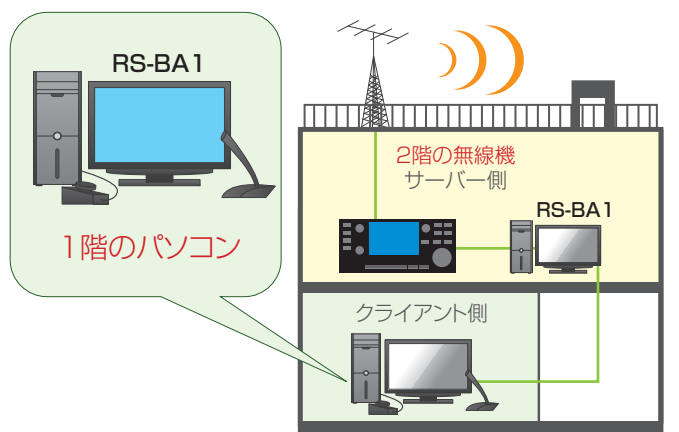 RS-BA1
1階のパソコン
2階の無線機
サーバー側
RS-BA1
クライアント側